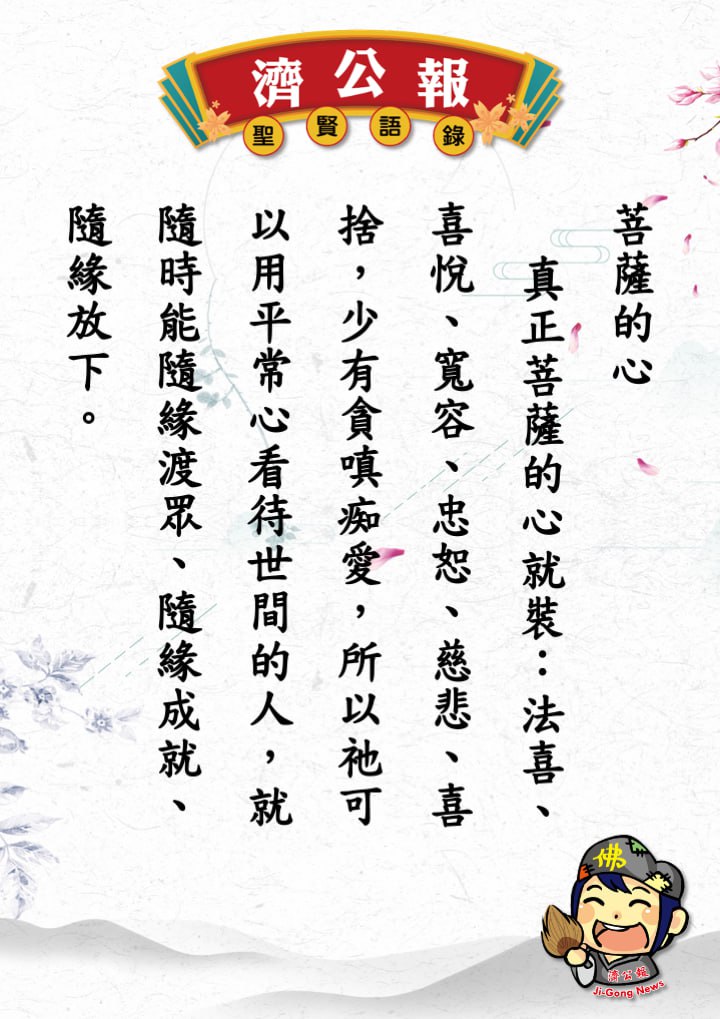 濟公報
聖賢語錄
菩薩的心
真正菩薩的心就裝：法喜、
喜悅、寬容、忠恕、慈悲、喜
捨，少有貪嗔痴愛，所以祂可
以用平常心看待世間的人，就
隨時能隨緣渡眾、隨緣成就、
隨緣放下。
佛
濟公報
Ji-Gong News